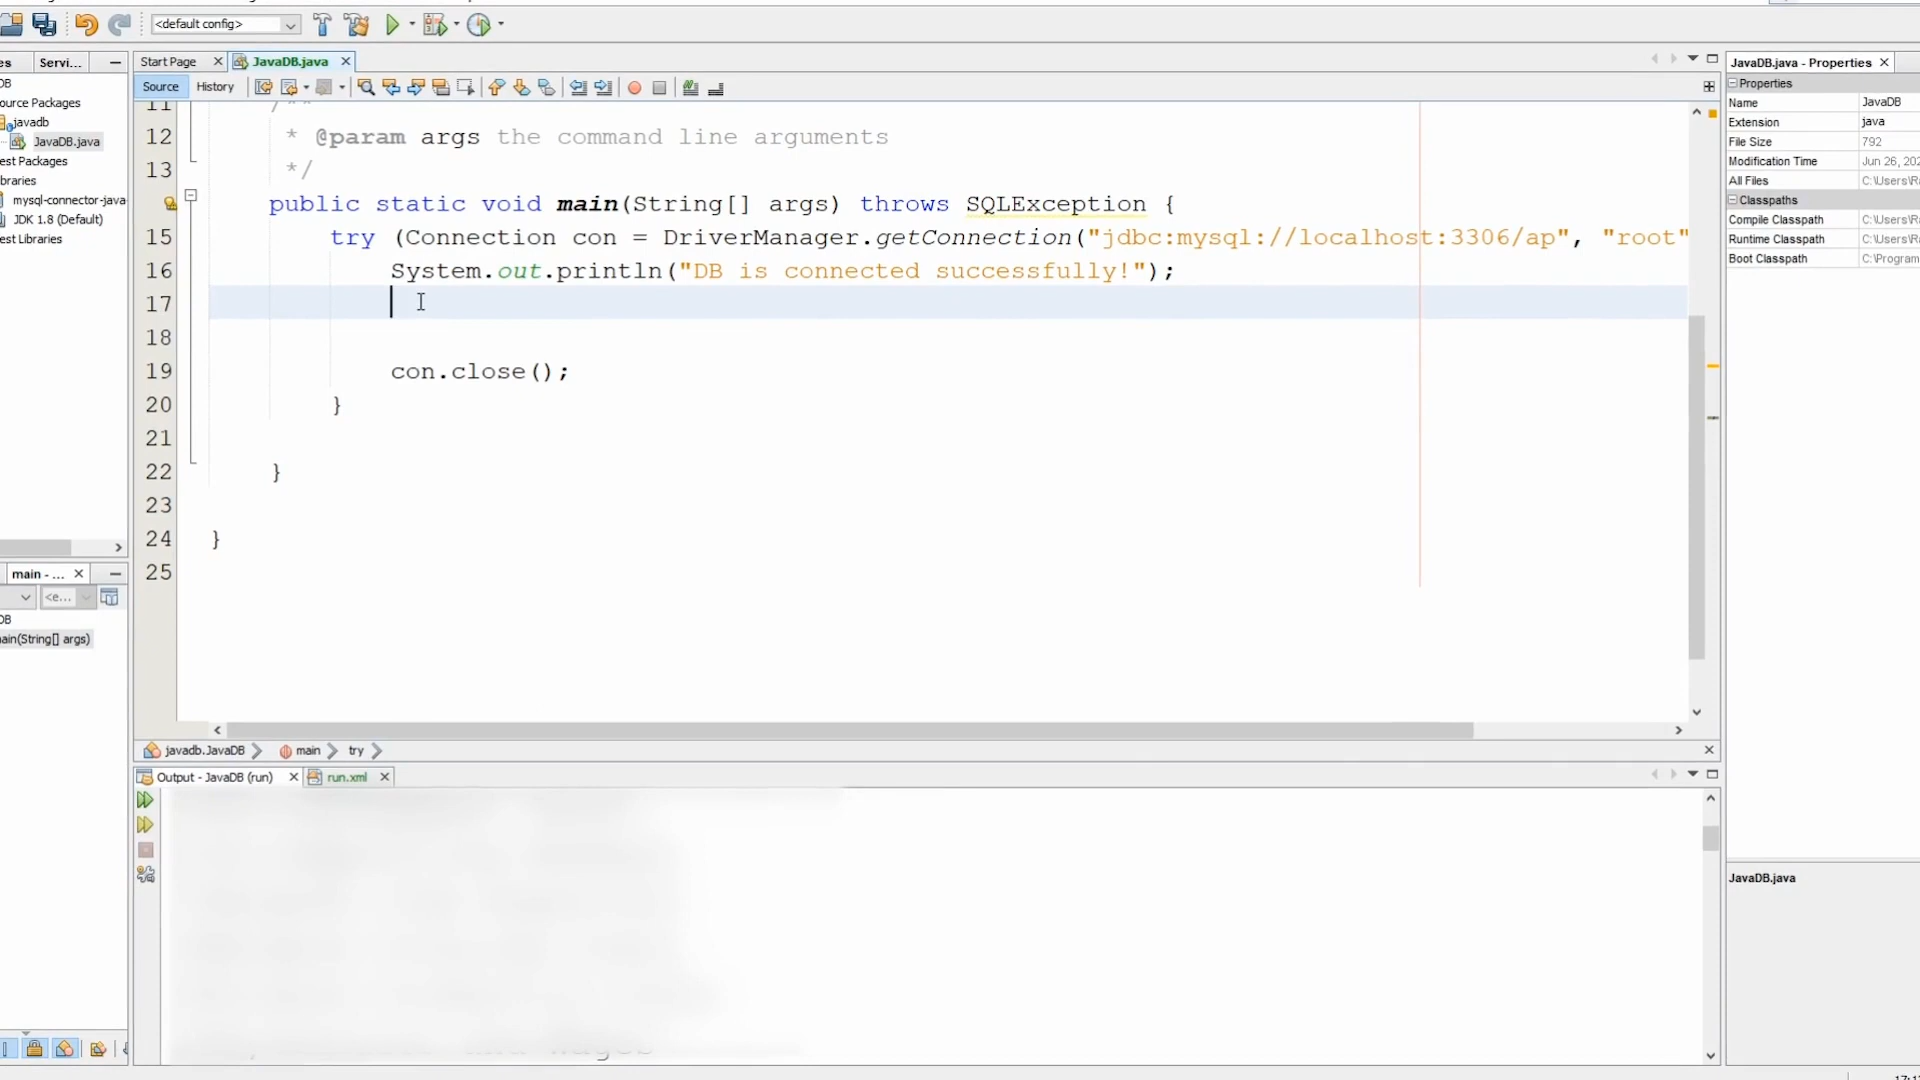 <default config>
es
Servi...
DB
ource Packages
javadb
JavaDB.java
est Packages
braries
mysql-connector-java-
JDK 1.8 (Default)
est Libraries
main - ...
<e...
DB
ain(String[] args)
Start Page
JavaDB.java
Source
History
11 /**
12 * @param args the command line arguments
13 */
public static void main(String[] args) throws SQLException {
15 try (Connection con = DriverManager.getConnection("jdbc:mysql://localhost:3306/ap", "root"
16 System.out.println("DB is connected successfully!");
17
18
19 con.close();
20 }
21
22 }
23
24 }
25
javadb.JavaDB
main
try
Output - JavaDB (run)
run.xml
JavaDB.java - Properties
Properties
Name JavaDB
Extension java
File Size 792
Modification Time Jun 26, 202
All Files C:\Users\Ra
Classpaths
Compile Classpath C:\Users\Ra
Runtime Classpath C:\Users\Ra
Boot Classpath C:\Program
JavaDB.java